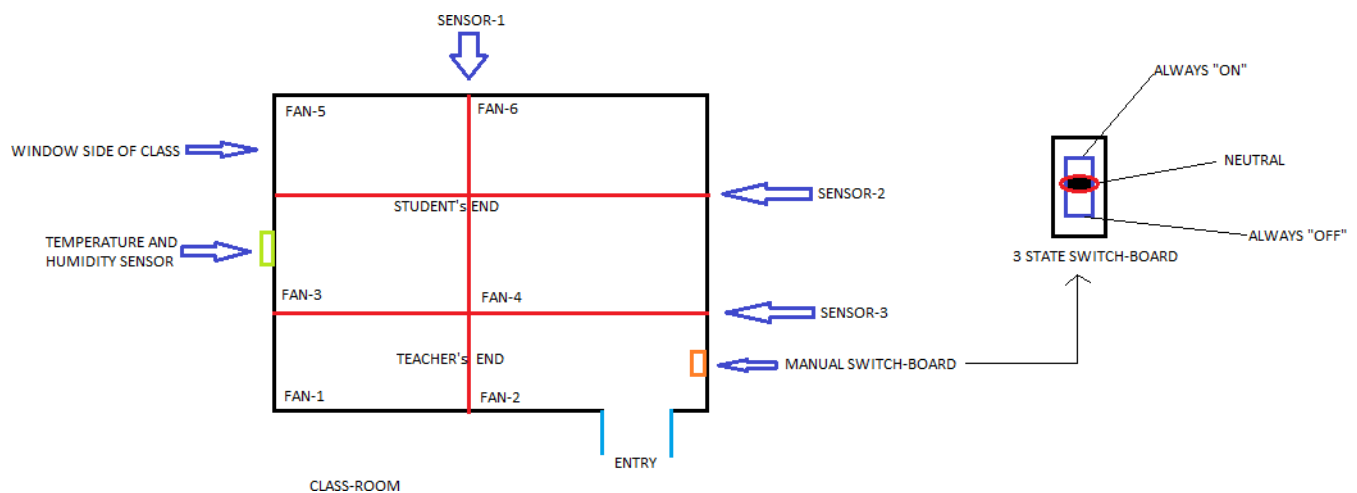 SENSOR-1
ALWAYS "ON"
FAN-5
FAN-6
WINDOW SIDE OF CLASS
NEUTRAL
SENSOR-2
STUDENT's END
ALWAYS "OFF"
TEMPERATURE AND
HUMIDITY SENSOR
3 STATE SWITCH-BOARD
FAN-3
FAN-4
SENSOR-3
TEACHER's END
MANUAL SWITCH-BOARD
FAN-1
FAN-2
ENTRY
CLASS-ROOM